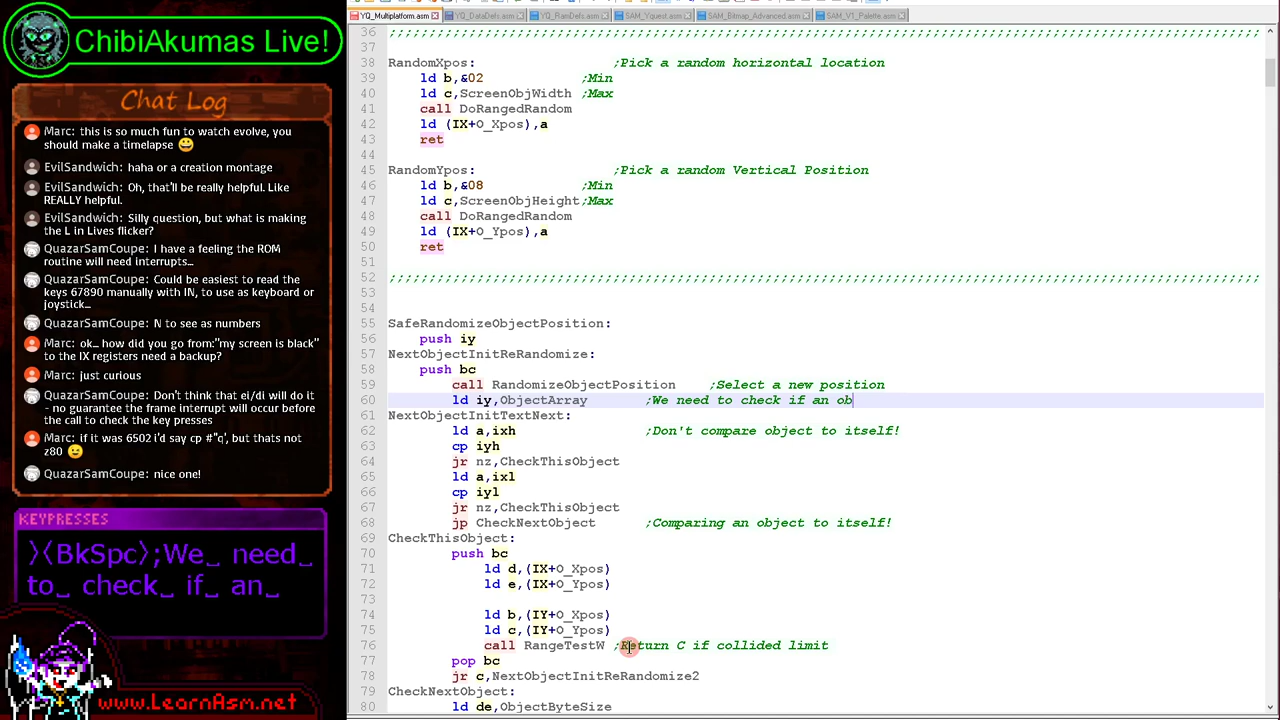 ChibiAkumas Live!
Chat Log
Marc: this is so much fun to watch evolve, you
should make a timelapse
EvilSandwich: haha or a creation montage
EvilSandwich: Oh, that'll be really helpful. Like
REALLY helpful.
EvilSandwich: Silly question, but what is making
the L in Lives flicker?
QuazarSamCoupe: I have a feeling the ROM
routine will need interrupts...
QuazarSamCoupe: Could be easiest to read the
keys 67890 manually with IN, to use as keyboard or
joystick...
QuazarSamCoupe: N to see as numbers
Marc: ok... how did you go from:"my screen is black"
to the IX registers need a backup?
Marc: just curious
QuazarSamCoupe: Don't think that ei/di will do it
- no guarantee the frame interrupt will occur before
the call to check the key presses
Marc: if it was 6502 i'd say cp #"q', but thats not
z80
QuazarSamCoupe: nice one!
KEYPRESSES
)<BkSpc>;We_ need_
to_ check_ if_ an_
www.LearnAsm.net
YQ_Multiplatform.asm YQ_DataDefs.asm YQ_RamDefs.asm SAM_Yquest.asm SAM_Bitmap_Advanced.asm SAM_V1_Palette.asm
36 ;;;;;;;;;;;;;;;;;;;;;;;;;;;;;;;;;;;;;;;;;;;;;;;;;;;;;;;;;;;;;;;;;;;;;;;;;;;;;;;;;;;;;;;;;;;;;;;;;;;;;;;;;;;;;
37
38 RandomXpos: ;Pick a random horizontal location
39 ld b,&02 ;Min
40 ld c,ScreenObjWidth ;Max
41 call DoRangedRandom
42 ld (IX+O_Xpos),a
43 ret
44
45 RandomYpos: ;Pick a random Vertical Position
46 ld b,&08 ;Min
47 ld c,ScreenObjHeight;Max
48 call DoRangedRandom
49 ld (IX+O_Ypos),a
50 ret
51
52 ;;;;;;;;;;;;;;;;;;;;;;;;;;;;;;;;;;;;;;;;;;;;;;;;;;;;;;;;;;;;;;;;;;;;;;;;;;;;;;;;;;;;;;;;;;;;;;;;;;;;;;;;;;;;;
53
54
55 SafeRandomizeObjectPosition:
56 push iy
57 NextObjectInitReRandomize:
58 push bc
59 call RandomizeObjectPosition ;Select a new position
60 ld iy,ObjectArray ;We need to check if an ob
61 NextObjectInitTextNext:
62 ld a,ixh ;Don't compare object to itself!
63 cp iyh
64 jr nz,CheckThisObject
65 ld a,ixl
66 cp iyl
67 jr nz,CheckThisObject
68 jp CheckNextObject ;Comparing an object to itself!
69 CheckThisObject:
70 push bc
71 ld d,(IX+O_Xpos)
72 ld e,(IX+O_Ypos)
73
74 ld b,(IY+O_Xpos)
75 ld c,(IY+O_Ypos)
76 call RangeTestW ;Return C if collided limit
77 pop bc
78 jr c,NextObjectInitReRandomize2
79 CheckNextObject:
80 ld de,ObjectByteSize